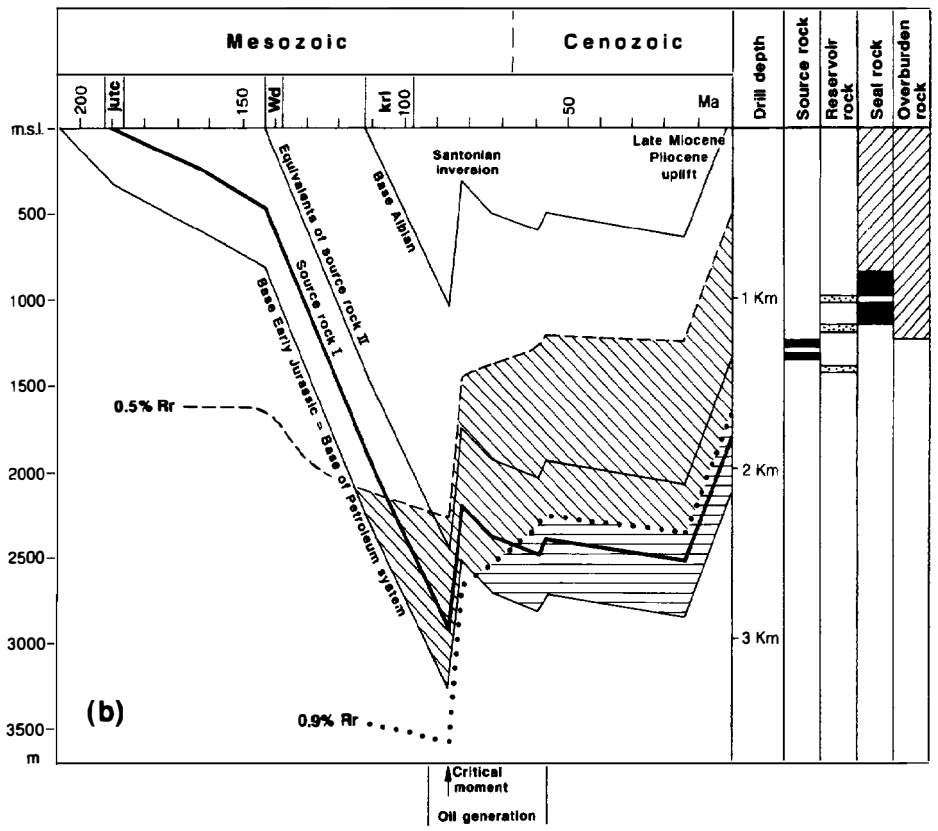 Mesozoic
Cenozoic
200
jutc
150
Wd
krl
100
50
Ma
Drill depth
Source rock
Reservoir
rock
Seal rock
Overburden
rock
m.s.l.
500
1000
1500
2000
2500
3000
3500
m
Equivalents of source rock II
Base Albian
Santonian
inversion
Late Miocene
Pliocene
uplift
Source rock I
Base Early Jurassic = Base of Petroleum system
0.5% Rr
0.9% Rr
1 Km
2 Km
3 Km
(b)
Critical
moment
Oil generation